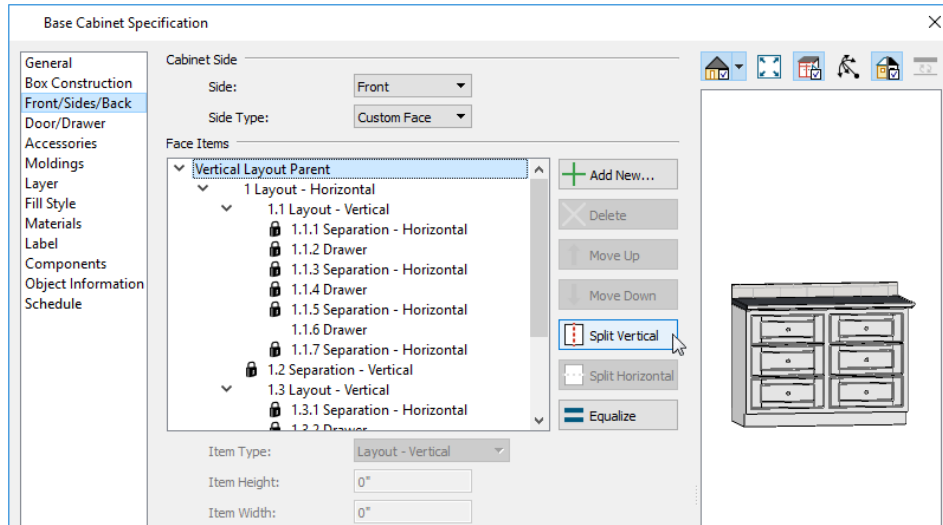 Base Cabinet Specification
General
Box Construction
Front/Sides/Back
Door/Drawer
Accessories
Moldings
Layer
Fill Style
Materials
Label
Components
Object Information
Schedule
Cabinet Side
Side: Front
Side Type: Custom Face
Face Items
Vertical Layout Parent
1 Layout - Horizontal
1.1 Layout - Vertical
1.1.1 Separation - Horizontal
1.1.2 Drawer
1.1.3 Separation - Horizontal
1.1.4 Drawer
1.1.5 Separation - Horizontal
1.1.6 Drawer
1.1.7 Separation - Horizontal
1.2 Separation - Vertical
1.3 Layout - Vertical
1.3.1 Separation - Horizontal
1.3.2 Drawer
Add New...
Delete
Move Up
Move Down
Split Vertical
Split Horizontal
Equalize
Item Type: Layout - Vertical
Item Height: 0"
Item Width: 0"